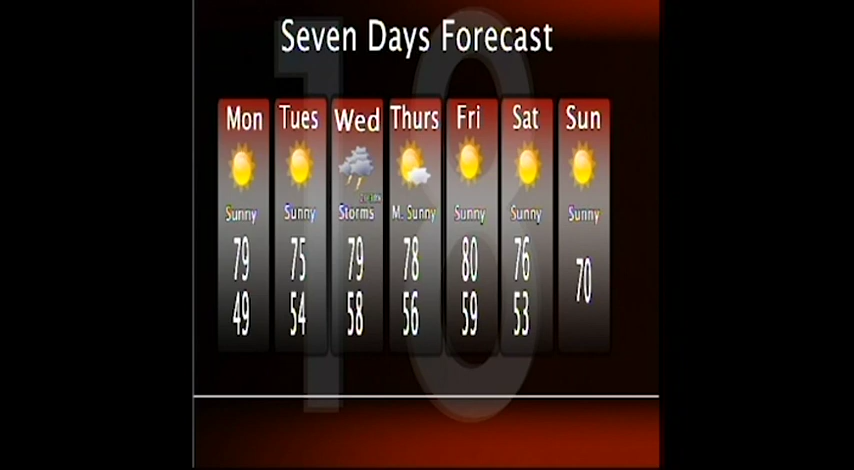 Seven Days Forecast
18
Mon Tues Wed Thurs Fri Sat Sun
Sunny Sunny Storms M. Sunny Sunny Sunny Sunny
79 75 79 78 80 76 70
49 54 58 56 59 53